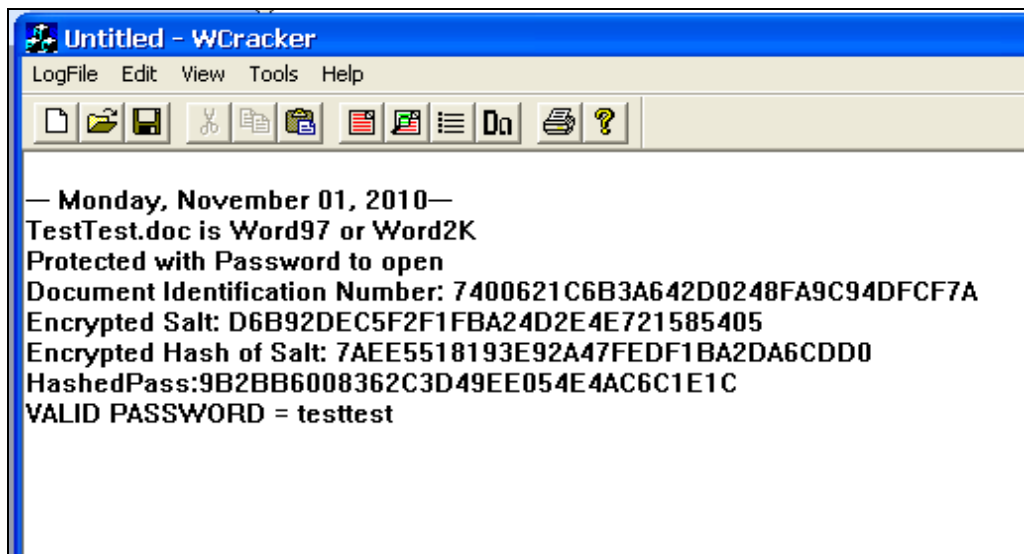 Untitled - WCracker
LogFile Edit View Tools Help
— Monday, November 01, 2010—
TestTest.doc is Word97 or Word2K
Protected with Password to open
Document Identification Number: 7400621C6B3A642D0248FA9C94DFCF7A
Encrypted Salt: D6B92DEC5F2F1FBA24D2E4E721585405
Encrypted Hash of Salt: 7AEE5518193E92A47FEDF1BA2DA6CDD0
HashedPass:9B2BB6008362C3D49EE054E4AC6C1E1C
VALID PASSWORD = testtest